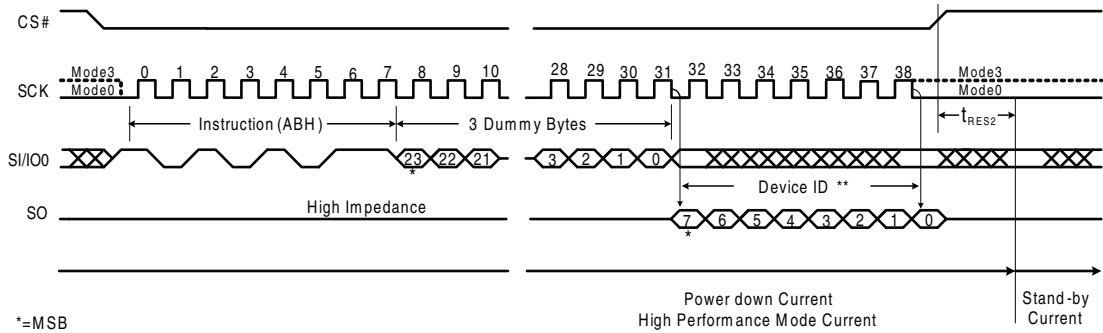 CS#
Mode3 0 1 2 3 4 5 6 7 8 9 10 28 29 30 31 32 33 34 35 36 37 38 Mode3
SCK Mode0 Mode0
Instruction (ABH) 3 Dummy Bytes tRES2
SI/IO0 23 22 21 3 2 1 0
* Device ID **
SO High Impedance 7 6 5 4 3 2 1 0
*
Power down Current Stand-by
*=MSB High Performance Mode Current Current